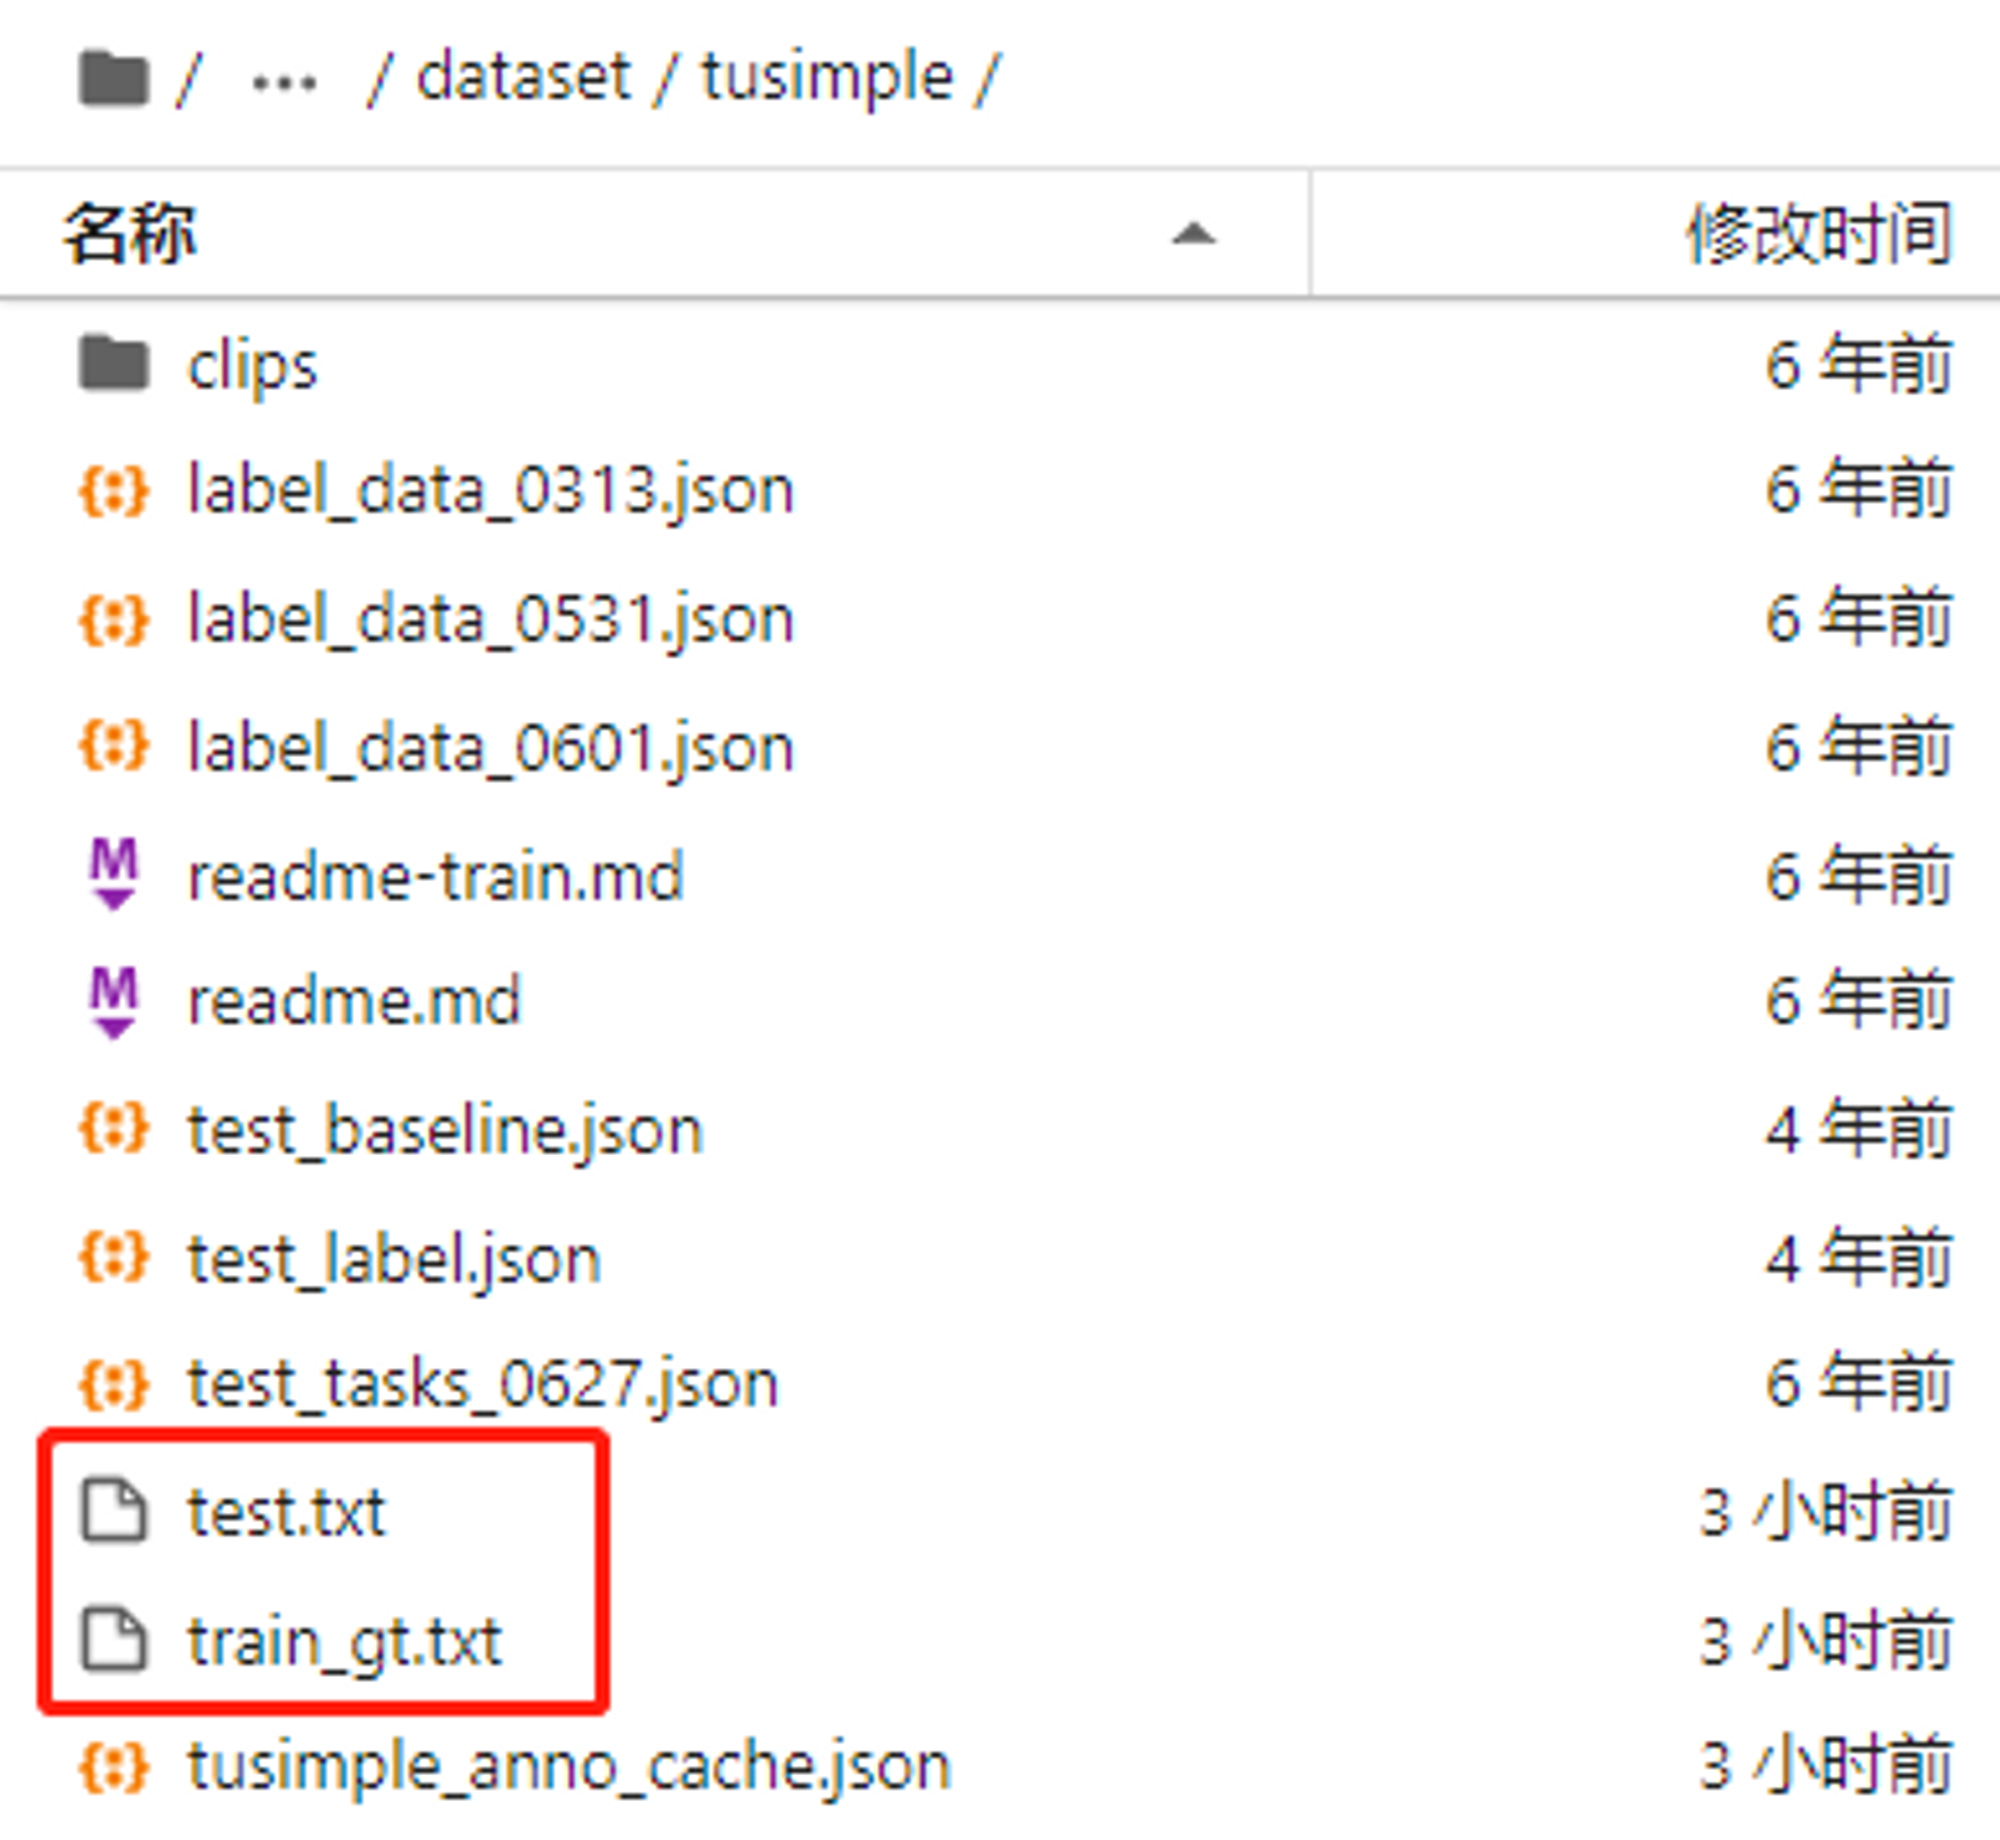 / ··· / dataset / tusimple /
名称 修改时间
clips 6 年前
label_data_0313.json 6 年前
label_data_0531.json 6 年前
label_data_0601.json 6 年前
readme-train.md 6 年前
readme.md 6 年前
test_baseline.json 4 年前
test_label.json 4 年前
test_tasks_0627.json 6 年前
test.txt 3 小时前
train_gt.txt 3 小时前
tusimple_anno_cache.json 3 小时前